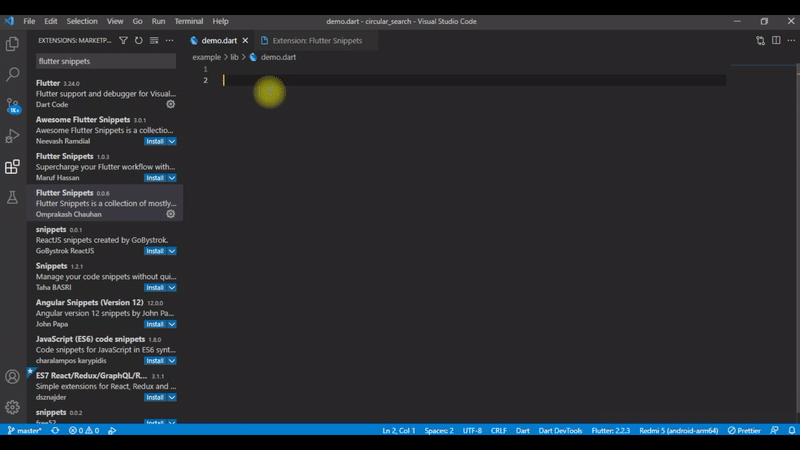 File Edit Selection View Go Run Terminal Help
demo.dart - circular_search - Visual Studio Code
EXTENSIONS: MARKETP...
demo.dart
Extension: Flutter Snippets
flutter snippets
example > lib > demo.dart
1
2
Flutter 3.24.0
Flutter support and debugger for Visual...
Dart Code
Awesome Flutter Snippets 3.0.1
Awesome Flutter Snippets is a collectio...
Neevash Ramdial Install
Flutter Snippets 1.0.3
Supercharge your Flutter workflow with...
Maruf Hassan Install
Flutter Snippets 0.0.6
Flutter Snippets is a collection of mostly...
Omprakash Chauhan
snippets 0.0.1
ReactJS snippets created by GoBystrok.
GoBystrok ReactJS Install
Snippets 1.2.1
Manage your code snippets without qui...
Taha BASRI Install
Angular Snippets (Version 12) 12.0.0
Angular version 12 snippets by John Pa...
John Papa Install
JavaScript (ES6) code snippets 1.8.0
Code snippets for JavaScript in ES6 synt...
charalampos karypidis Install
ES7 React/Redux/GraphQL/R... 3.1.1
Simple extensions for React, Redux and ...
dsznajder Install
snippets 0.0.2
free52 Install
1K+
master* 0 0 Ln 2, Col 1 Spaces: 2 UTF-8 CRLF Dart Dart DevTools Flutter: 2.2.3 Redmi 5 (android-arm64) Prettier